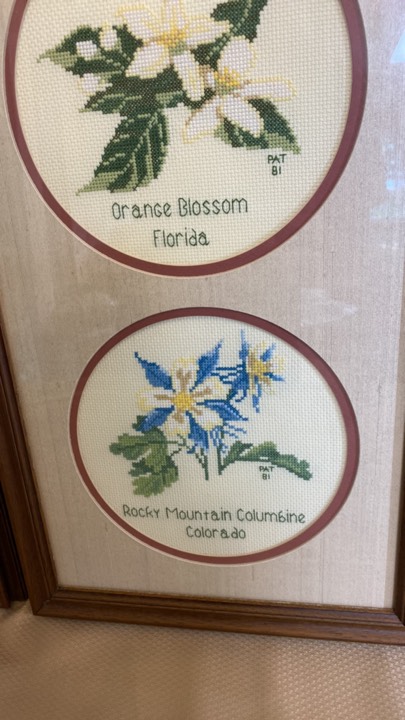 PAT
81
Orange Blossom
Florida
PAT
81
Rocky Mountain Columbine
Colorado